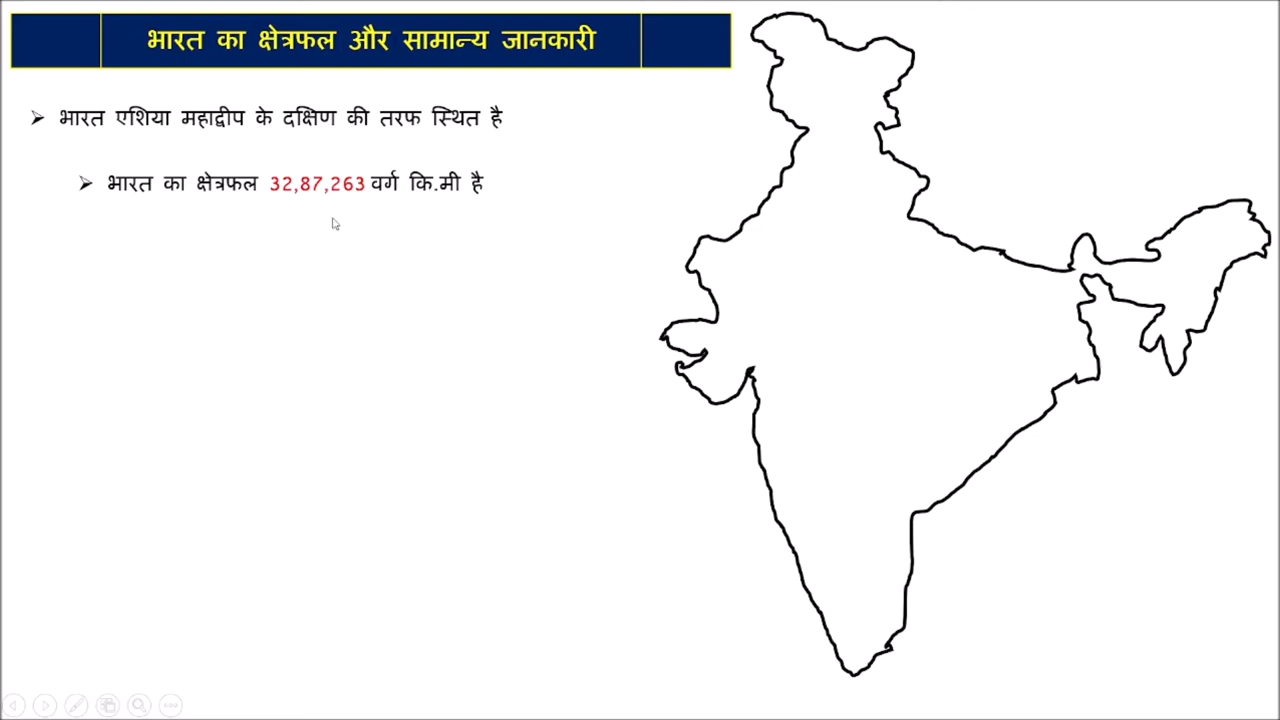 भारत का क्षेत्रफल और सामान्य जानकारी
भारत एशिया महाद्वीप के दक्षिण की तरफ स्थित है
भारत का क्षेत्रफल 32,87,263 वर्ग कि.मी है